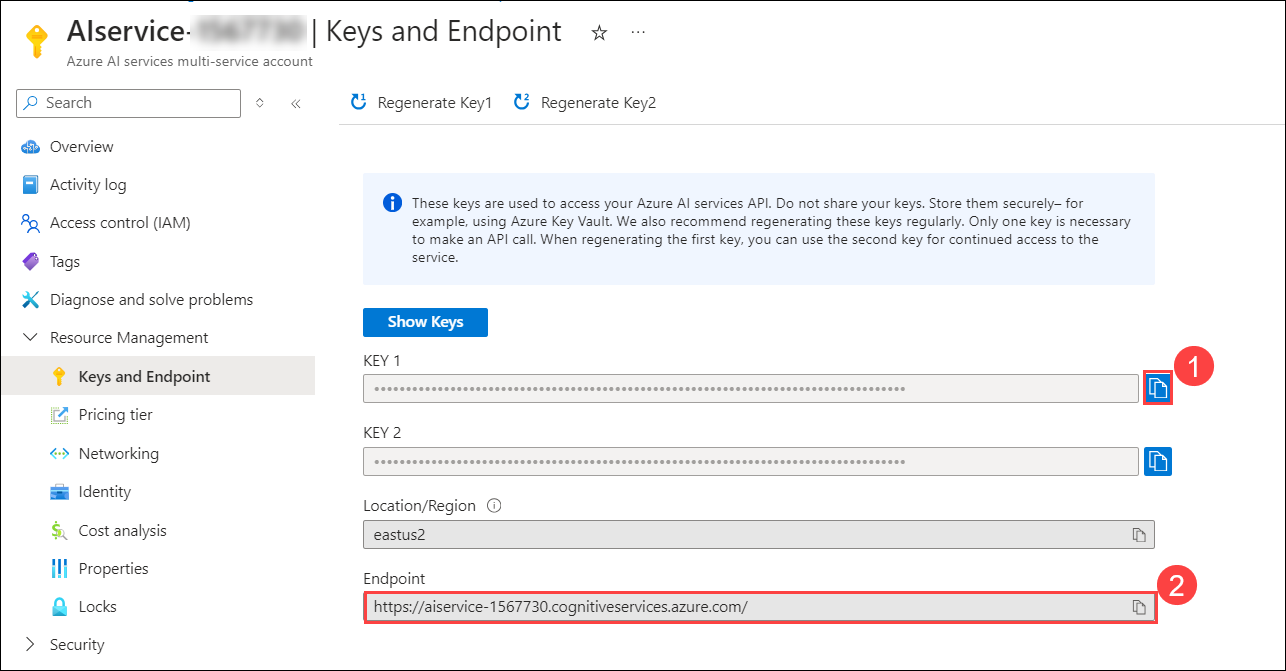 AIservice- | Keys and Endpoint ☆ ...
Azure AI services multi-service account
Search
Regenerate Key1 Regenerate Key2
Overview
Activity log
Access control (IAM)
Tags
Diagnose and solve problems
Resource Management
Keys and Endpoint
Pricing tier
Networking
Identity
Cost analysis
Properties
Locks
Security
These keys are used to access your Azure AI services API. Do not share your keys. Store them securely– for
example, using Azure Key Vault. We also recommend regenerating these keys regularly. Only one key is necessary
to make an API call. When regenerating the first key, you can use the second key for continued access to the
service.
Show Keys
KEY 1
1
KEY 2
Location/Region
eastus2
Endpoint
2
https://aiservice-1567730.cognitiveservices.azure.com/